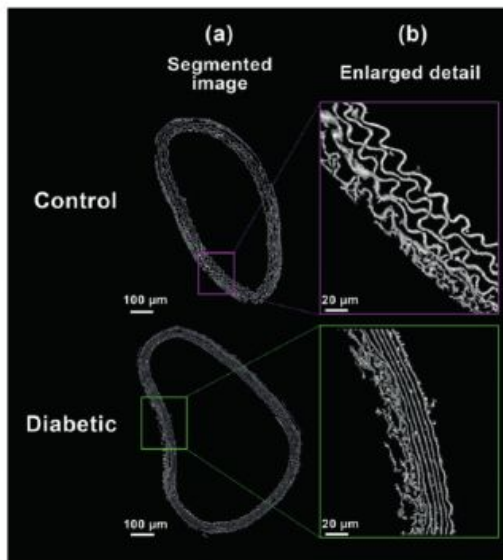 (a)
(b)
Segmented
image
Enlarged detail
Control
100 µm
20 µm
Diabetic
100 µm
20 µm